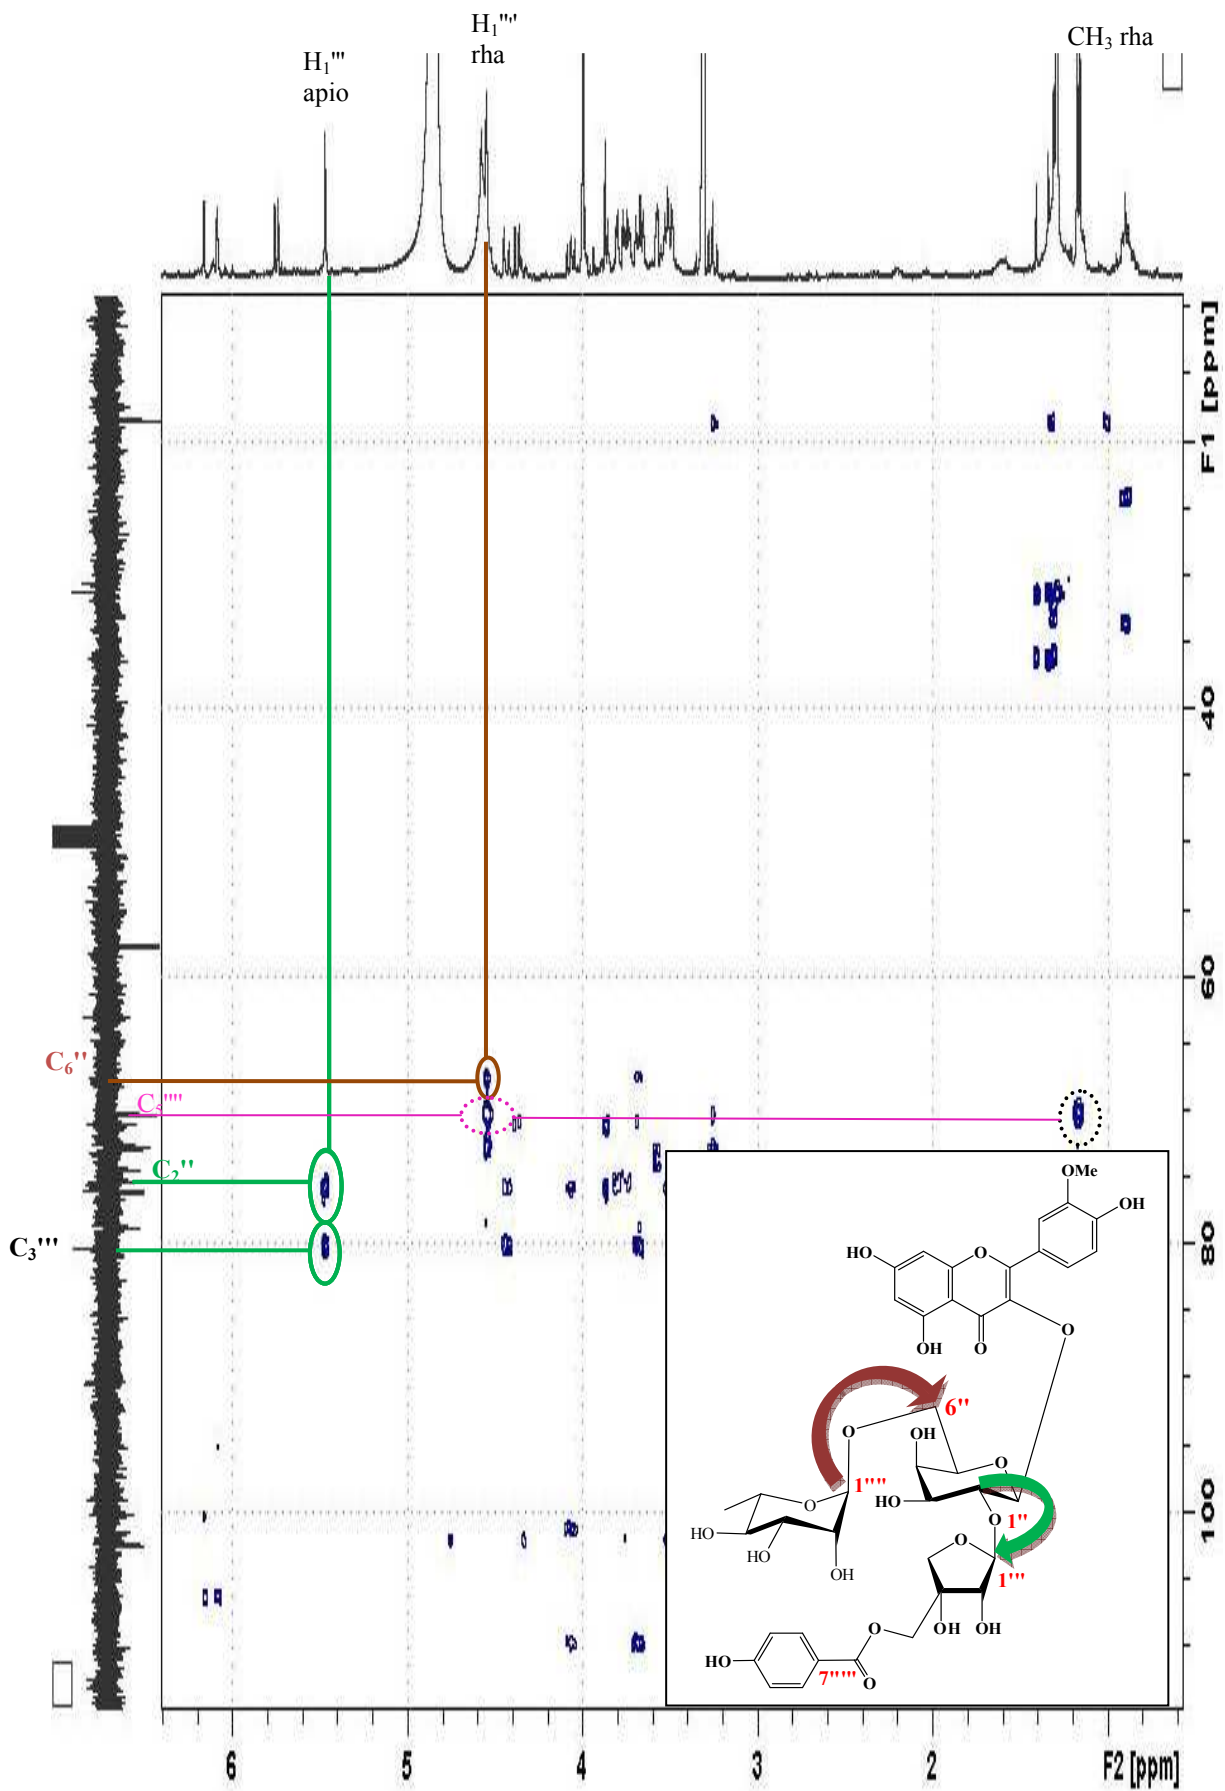 H₁'''' rha
CH₃ rha
H₁''' apio
F1 [ppm]
40
60
C₆''
C₅''''
C₂''
C₃'''
80
100
OMe
OH
HO
O
O
OH
O
6''
O
OH
O
1''''
O
HO
O
1''
HO
HO
OH
O
1'''
OH
OH
O
HO
7'''''
O
6
5
4
3
2
F2 [ppm]